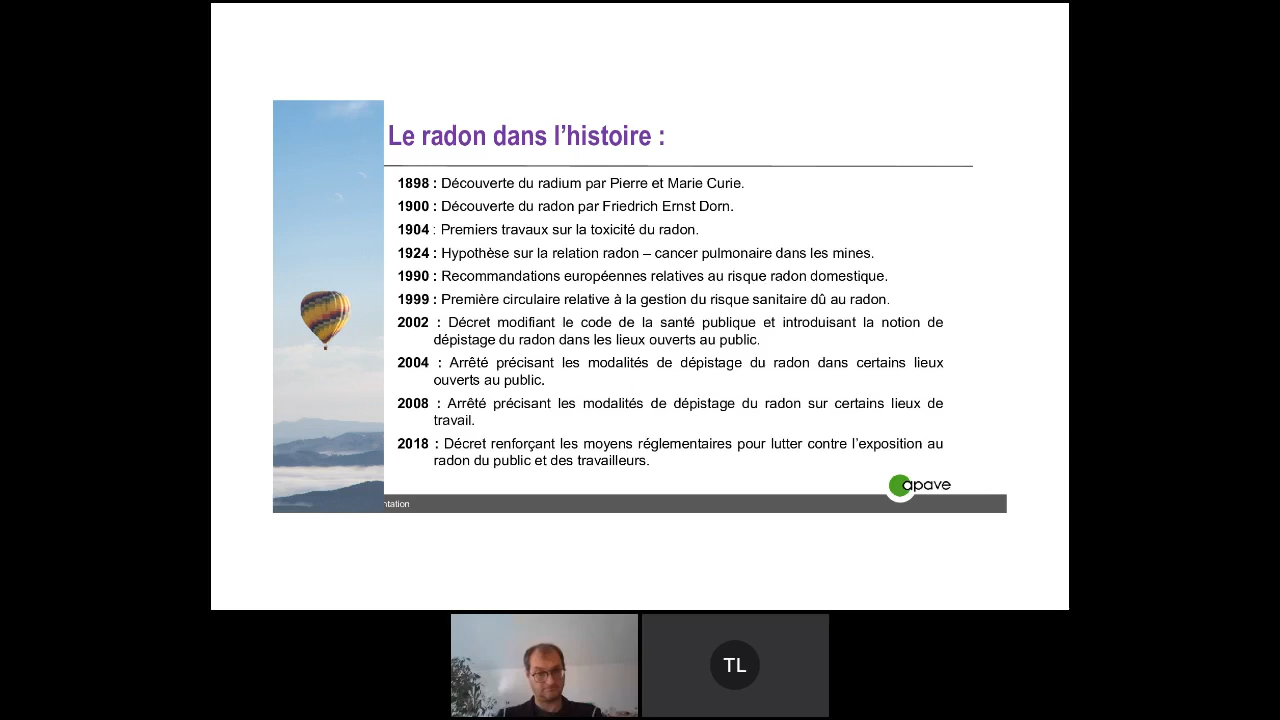 Le radon dans l’histoire :
1898 : Découverte du radium par Pierre et Marie Curie.
1900 : Découverte du radon par Friedrich Ernst Dorn.
1904 : Premiers travaux sur la toxicité du radon.
1924 : Hypothèse sur la relation radon – cancer pulmonaire dans les mines.
1990 : Recommandations européennes relatives au risque radon domestique.
1999 : Première circulaire relative à la gestion du risque sanitaire dû au radon.
2002 : Décret modifiant le code de la santé publique et introduisant la notion de
dépistage du radon dans les lieux ouverts au public.
2004 : Arrêté précisant les modalités de dépistage du radon dans certains lieux
ouverts au public.
2008 : Arrêté précisant les modalités de dépistage du radon sur certains lieux de
travail.
2018 : Décret renforçant les moyens réglementaires pour lutter contre l’exposition au
radon du public et des travailleurs.
apave
ntation
TL